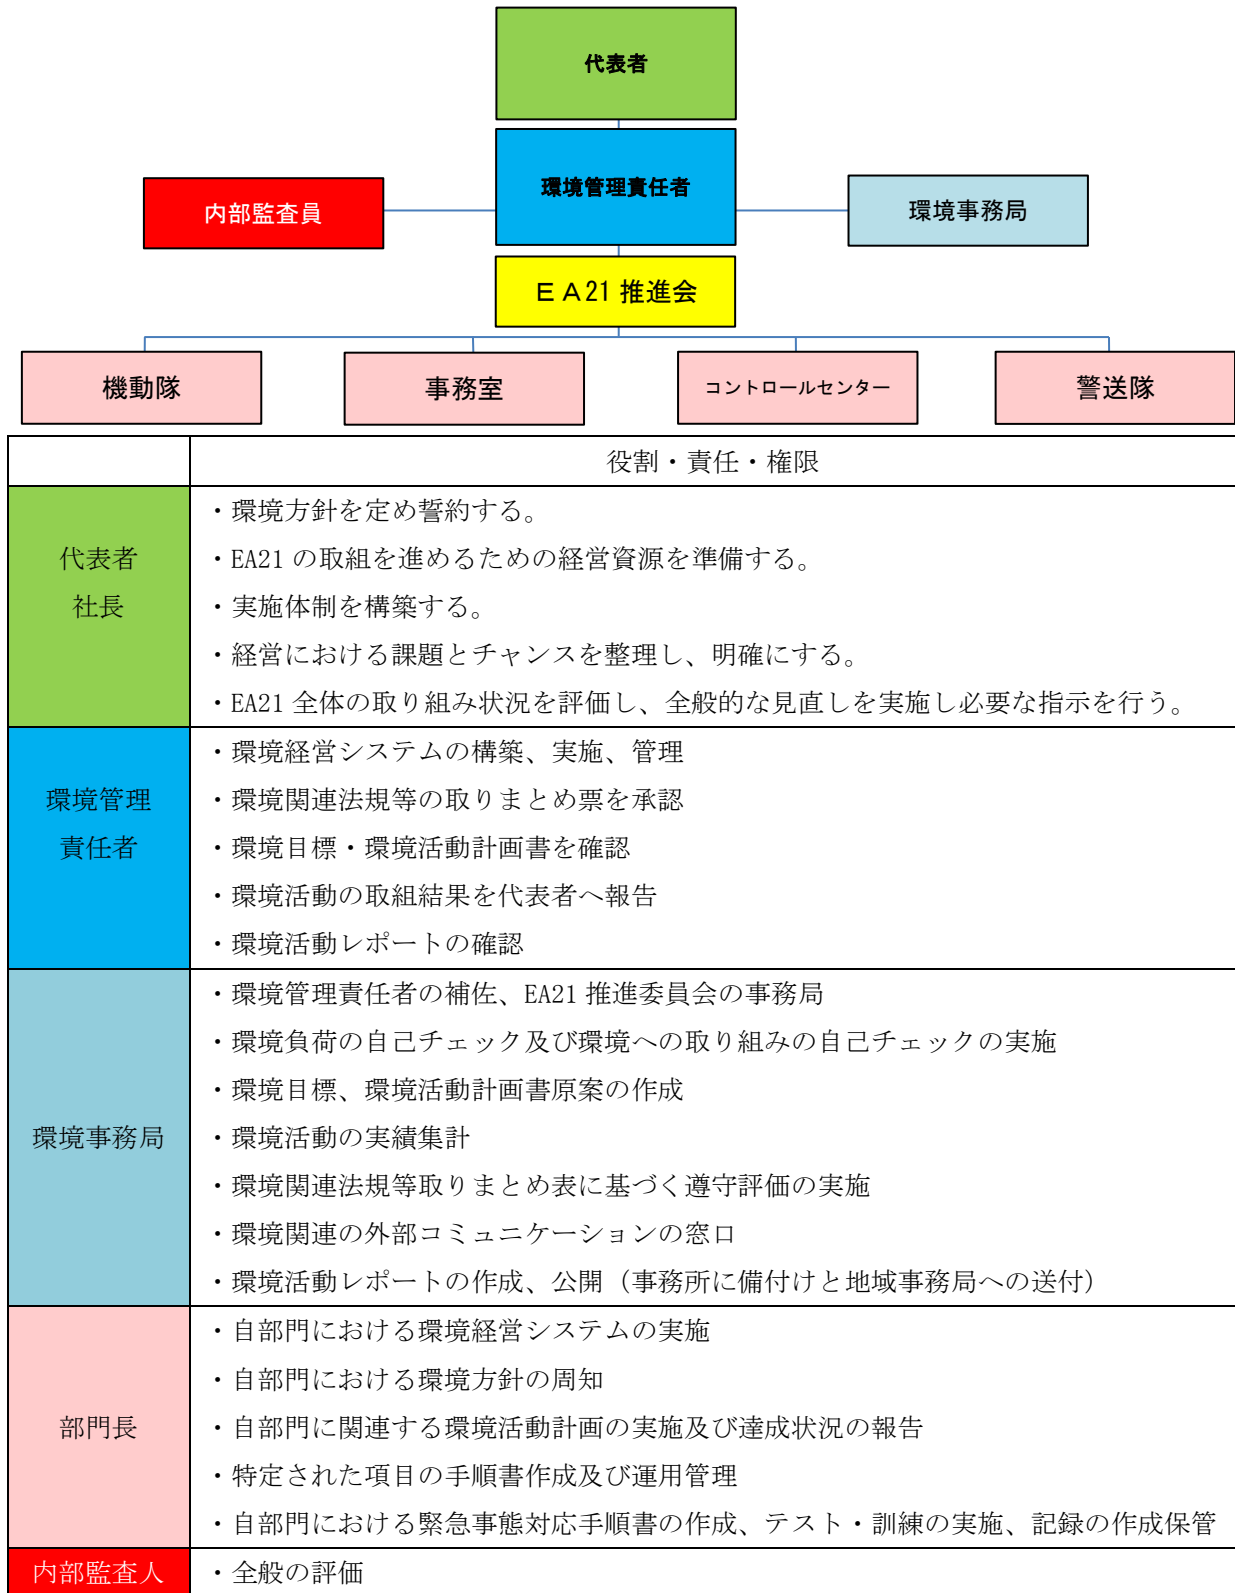 代表者
環境管理責任者
内部監査員
環境事務局
ＥＡ21 推進会
機動隊
事務室
コントロールセンター
警送隊
役割・責任・権限
代表者
社長
・環境方針を定め誓約する。
・EA21 の取組を進めるための経営資源を準備する。
・実施体制を構築する。
・経営における課題とチャンスを整理し、明確にする。
・EA21 全体の取り組み状況を評価し、全般的な見直しを実施し必要な指示を行う。
環境管理
責任者
・環境経営システムの構築、実施、管理
・環境関連法規等の取りまとめ票を承認
・環境目標・環境活動計画書を確認
・環境活動の取組結果を代表者へ報告
・環境活動レポートの確認
環境事務局
・環境管理責任者の補佐、EA21 推進委員会の事務局
・環境負荷の自己チェック及び環境への取り組みの自己チェックの実施
・環境目標、環境活動計画書原案の作成
・環境活動の実績集計
・環境関連法規等取りまとめ表に基づく遵守評価の実施
・環境関連の外部コミュニケーションの窓口
・環境活動レポートの作成、公開（事務所に備付けと地域事務局への送付）
部門長
・自部門における環境経営システムの実施
・自部門における環境方針の周知
・自部門に関連する環境活動計画の実施及び達成状況の報告
・特定された項目の手順書作成及び運用管理
・自部門における緊急事態対応手順書の作成、テスト・訓練の実施、記録の作成保管
内部監査人
・全般の評価